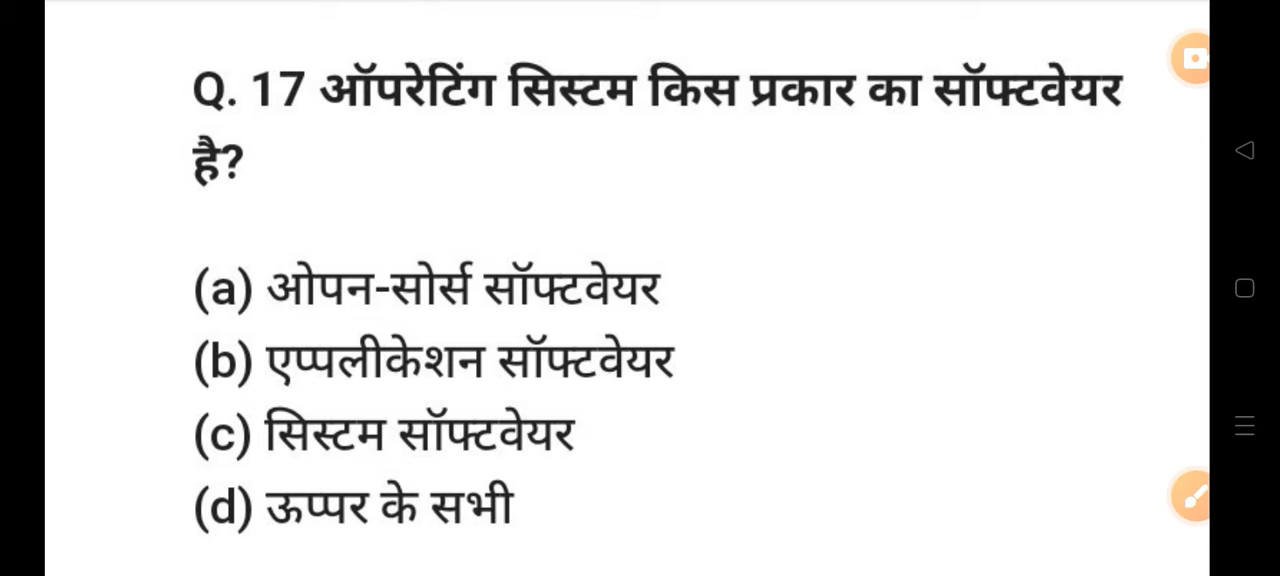 Q. 17 ऑपरेटिंग सिस्टम किस प्रकार का सॉफ्टवेयर
है?
(a) ओपन-सोर्स सॉफ्टवेयर
(b) एप्पलीकेशन सॉफ्टवेयर
(c) सिस्टम सॉफ्टवेयर
(d) ऊप्पर के सभी